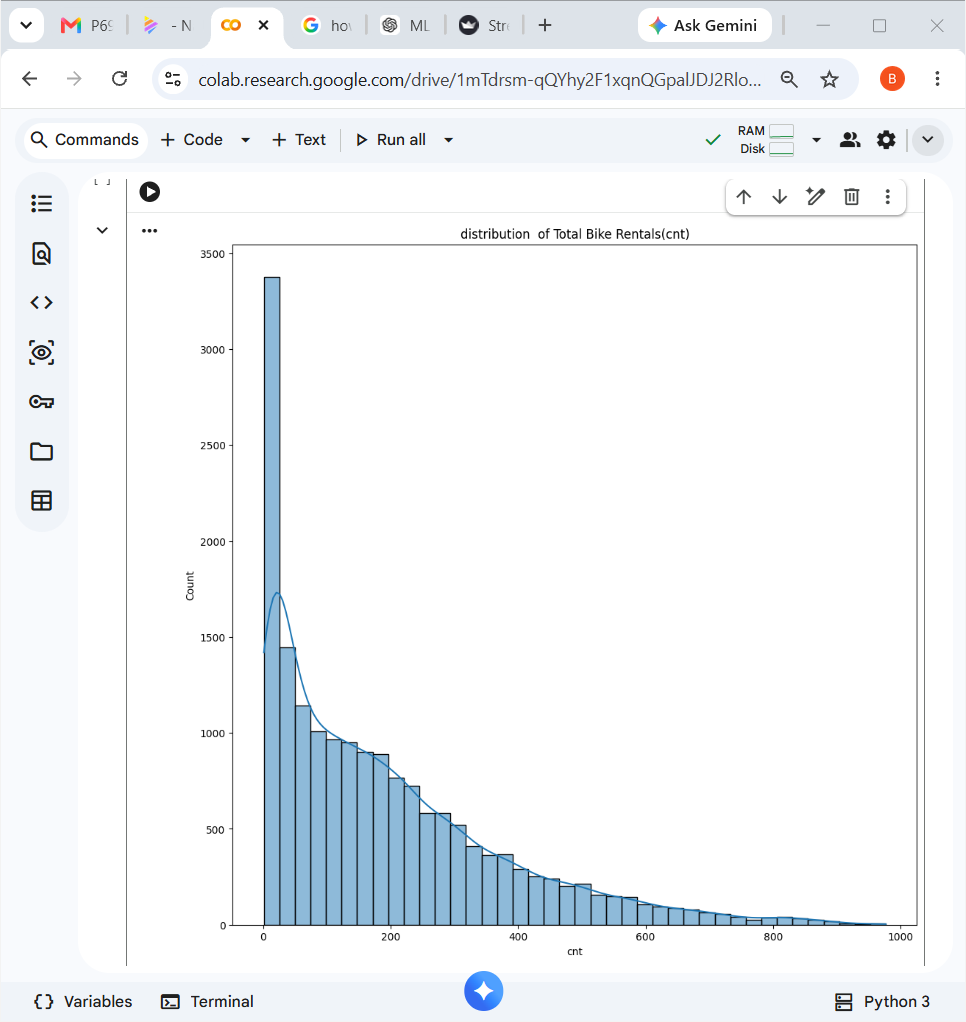 P69
- N
how
ML
Stre
Ask Gemini
colab.research.google.com/drive/1mTdrsm-qQYhy2F1xqnQGpalJDJ2Rlo...
B
Commands
+ Code
+ Text
Run all
RAM
Disk
[ ]
distribution  of Total Bike Rentals(cnt)
3500
3000
2500
2000
1500
1000
500
0
Count
0 200 400 600 800 1000
cnt
Variables
Terminal
Python 3